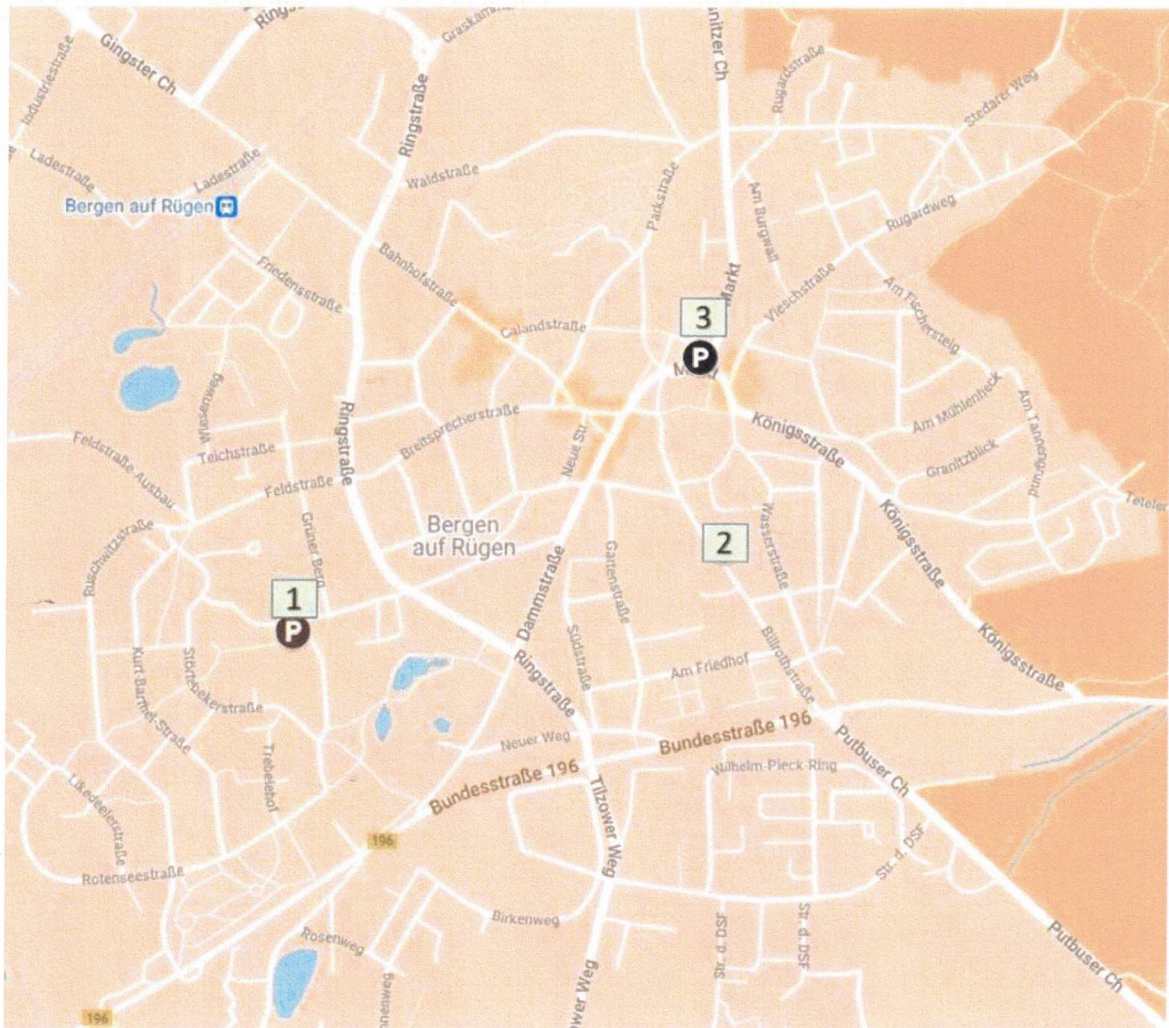 Gingster Ch
Industriestraße
Ringstraße
Ladestraße
Ladestraße
Bergen auf Rügen
Friedensstraße
Waldstraße
Bahnhofstraße
Parkstraße
Rugardstraße
Stedarer Weg
Am Burgwall
Rugardweg
Markt
Vieschstraße
Am Fischersteig
3
P
Calandstraße
Wiesenweg
Ringstraße
Breitsprecherstraße
Neue Str.
Königsstraße
Am Mühlenheck
Granitzblick
Am Tannengrund
Feldstraße Ausbau
Teichstraße
Feldstraße
Grüner Berg
Ruschwitzstraße
Bergen
auf Rügen
2
Wasserstraße
Königsstraße
1
P
Dammstraße
Gartenstraße
Südstraße
Billrothstraße
Königsstraße
Am Friedhof
Ringstraße
Kurt-Barthel-Straße
Störtebekerstraße
Trebelehof
Neuer Weg
Bundesstraße 196
Bundesstraße 196
Wilhelm-Pieck Ring
Putbuser Ch
Tilzower Weg
Likedeelerstraße
196
Rotenseestraße
Str. d. DSF
Birkenweg
Rosenweg
Str. d. DSF
Str. d. DSF
Putbuser Ch
196